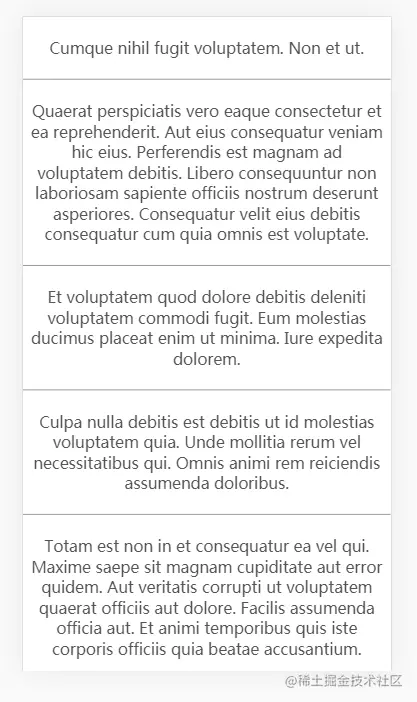 Cumque nihil fugit voluptatem. Non et ut.
Quaerat perspiciatis vero eaque consectetur et
ea reprehenderit. Aut eius consequatur veniam
hic eius. Perferendis est magnam ad
voluptatem debitis. Libero consequuntur non
laboriosam sapiente officiis nostrum deserunt
asperiores. Consequatur velit eius debitis
consequatur cum quia omnis est voluptate.
Et voluptatem quod dolore debitis deleniti
voluptatem commodi fugit. Eum molestias
ducimus placeat enim ut minima. Iure expedita
dolorem.
Culpa nulla debitis est debitis ut id molestias
voluptatem quia. Unde mollitia rerum vel
necessitatibus qui. Omnis animi rem reiciendis
assumenda doloribus.
Totam est non in et consequatur ea vel qui.
Maxime saepe sit magnam cupiditate aut error
quidem. Aut veritatis corrupti ut voluptatem
quaerat officiis aut dolore. Facilis assumenda
officia aut. Et animi temporibus quis iste
corporis officiis quia beatae accusantium.
@稀土掘金技术社区